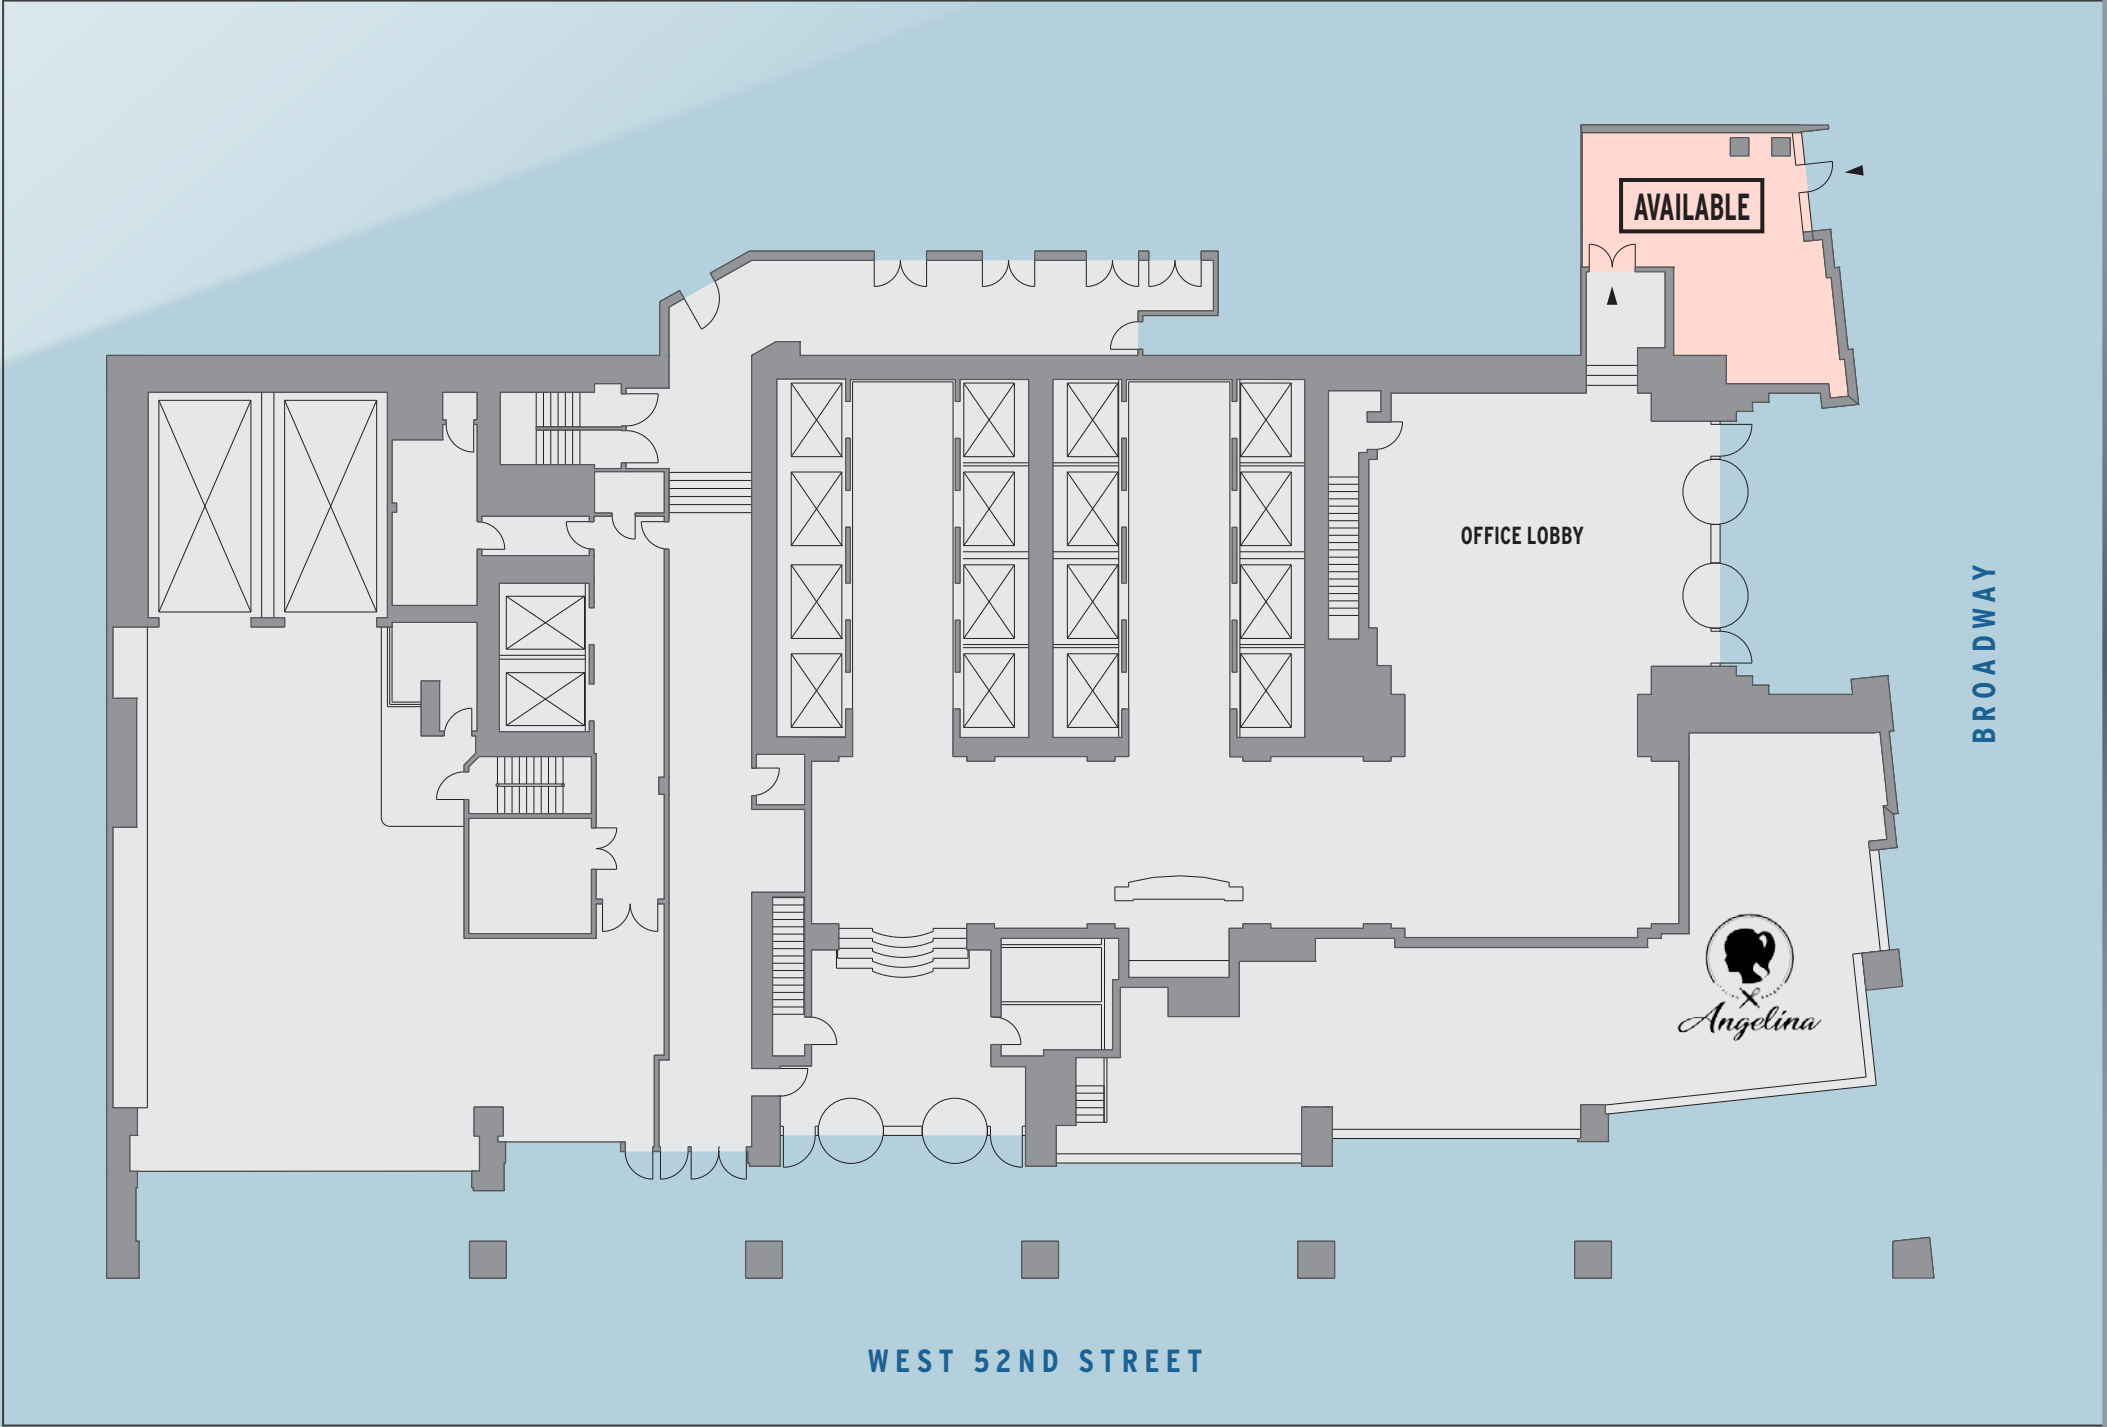 AVAILABLE
OFFICE LOBBY
BROADWAY
Angelina
WEST 52ND STREET